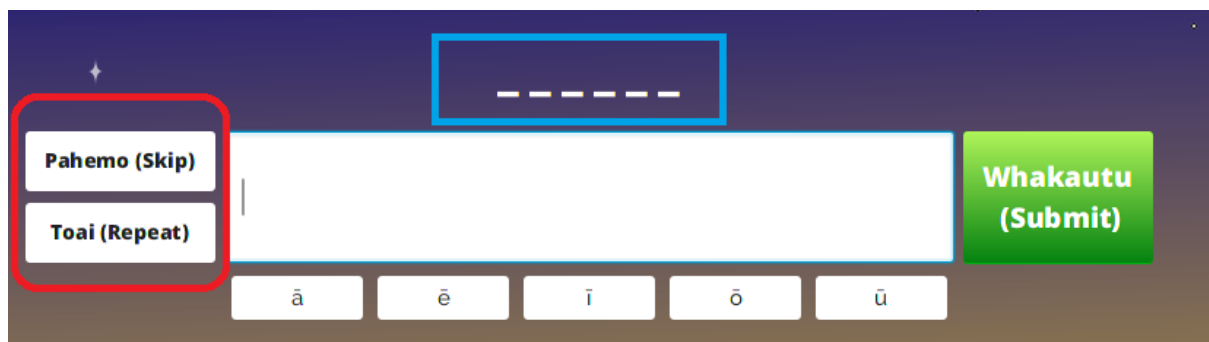 _ _ _ _ _ _
Pahemo (Skip)
Toai (Repeat)
Whakautu
(Submit)
ā ē ī ō ū